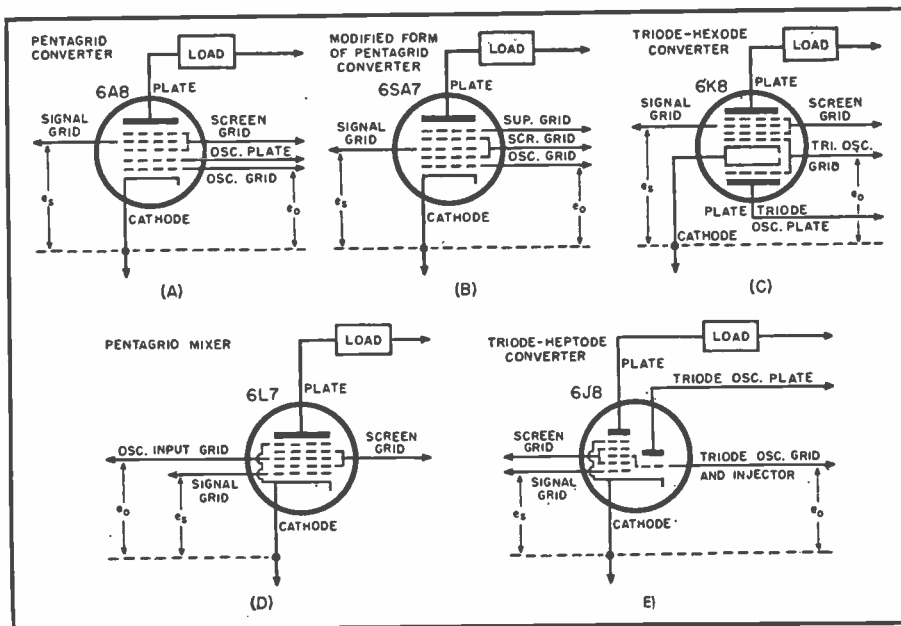 PENTAGRID
CONVERTER
LOAD
PLATE
6A8
SIGNAL
GRID
SCREEN
GRID
OSC. PLATE
OSC. GRID
CATHODE
es
eo
(A)
MODIFIED FORM
OF PENTAGRID
CONVERTER
LOAD
PLATE
6SA7
SIGNAL
GRID
SUP. GRID
SCR. GRID
OSC. GRID
CATHODE
es
eo
(B)
TRIODE-HEXODE
CONVERTER
LOAD
PLATE
6K8
SIGNAL
GRID
SCREEN
GRID
TRI. OSC.
GRID
PLATE
TRIODE
OSC. PLATE
CATHODE
es
eo
(C)
PENTAGRID MIXER
LOAD
PLATE
6L7
OSC. INPUT GRID
SCREEN
GRID
SIGNAL
GRID
CATHODE
eo
es
(D)
TRIODE-HEPTODE
CONVERTER
LOAD
PLATE
TRIODE OSC. PLATE
6J8
SCREEN
GRID
TRIODE OSC. GRID
AND INJECTOR
SIGNAL
GRID
CATHODE
es
eo
E)